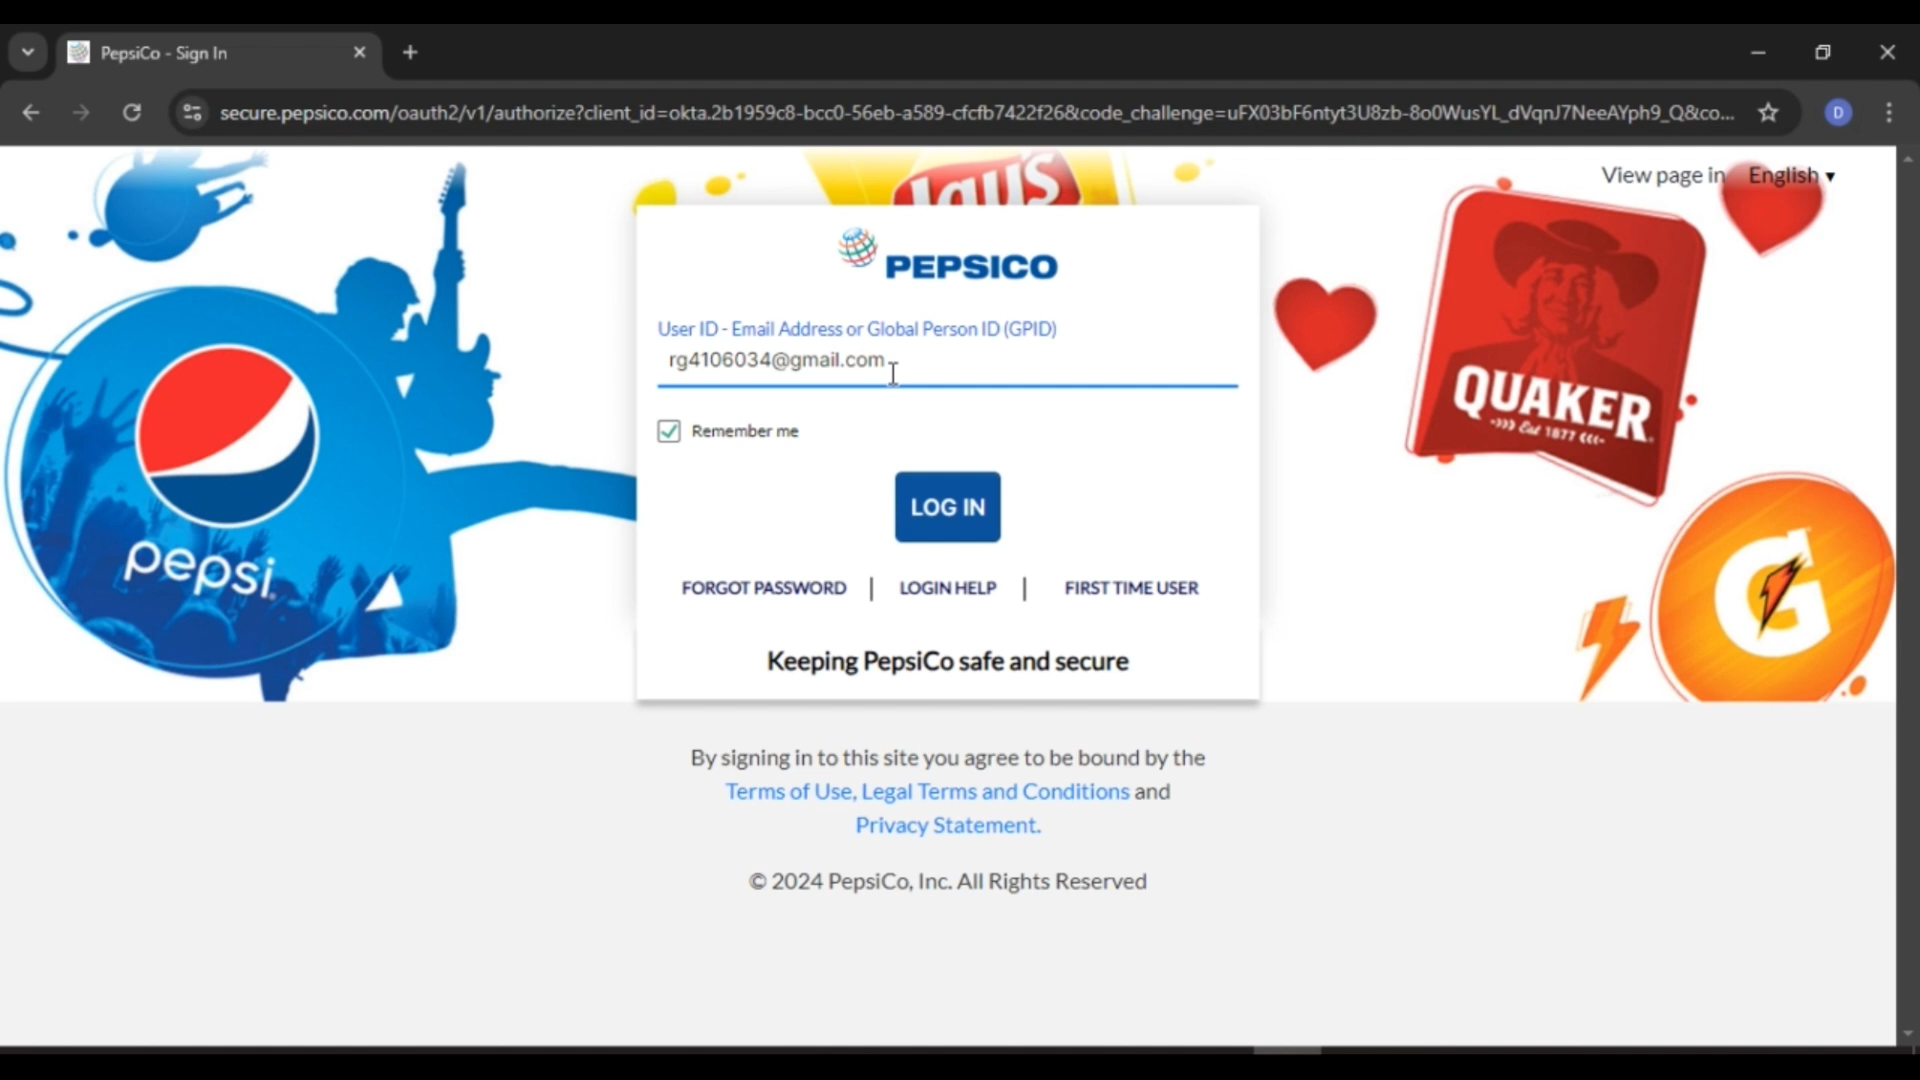 PepsiCo - Sign In
secure.pepsico.com/oauth2/v1/authorize?client_id=okta.2b1959c8-bcc0-56eb-a589-cfcfb7422f26&code_challenge=uFX03bF6ntyt3U8zb-8o0WusYL_dVqnJ7NeeAYph9_Q&co...
D
View page in English ▾
Lay's
PEPSICO
User ID - Email Address or Global Person ID (GPID)
rg4106034@gmail.com
Remember me
LOG IN
FORGOT PASSWORD | LOGIN HELP | FIRST TIME USER
Keeping PepsiCo safe and secure
pepsi
QUAKER
Est 1877
G
By signing in to this site you agree to be bound by the
Terms of Use, Legal Terms and Conditions and
Privacy Statement.
© 2024 PepsiCo, Inc. All Rights Reserved